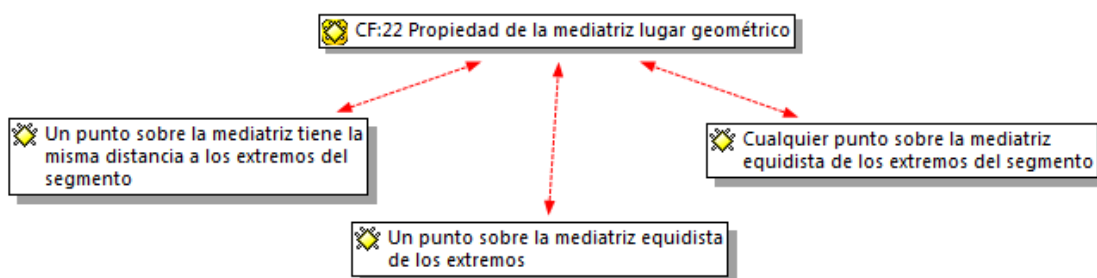 CF:22 Propiedad de la mediatriz lugar geométrico
Un punto sobre la mediatriz tiene la
misma distancia a los extremos del
segmento
Cualquier punto sobre la mediatriz
equidista de los extremos del segmento
Un punto sobre la mediatriz equidista
de los extremos